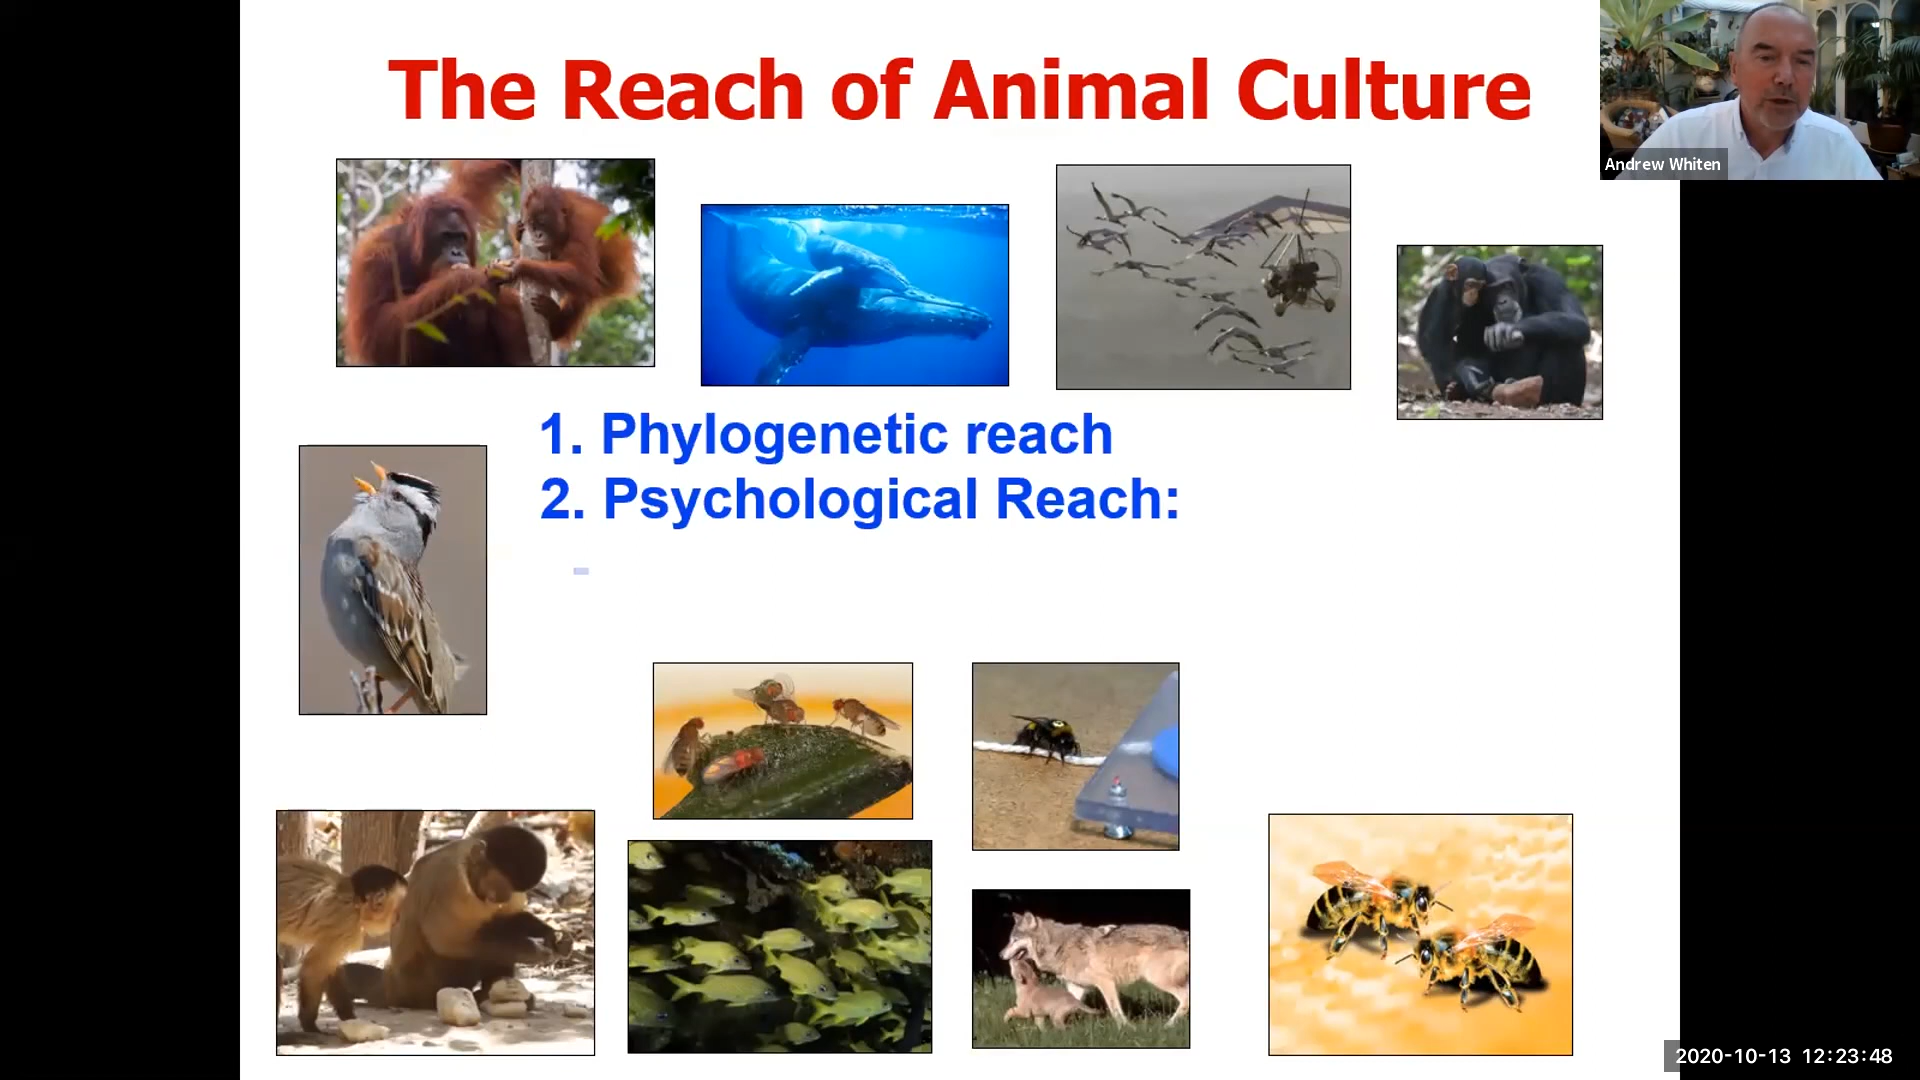 The Reach of Animal Culture
Andrew Whiten
1. Phylogenetic reach
2. Psychological Reach:
2020-10-13 12:23:48